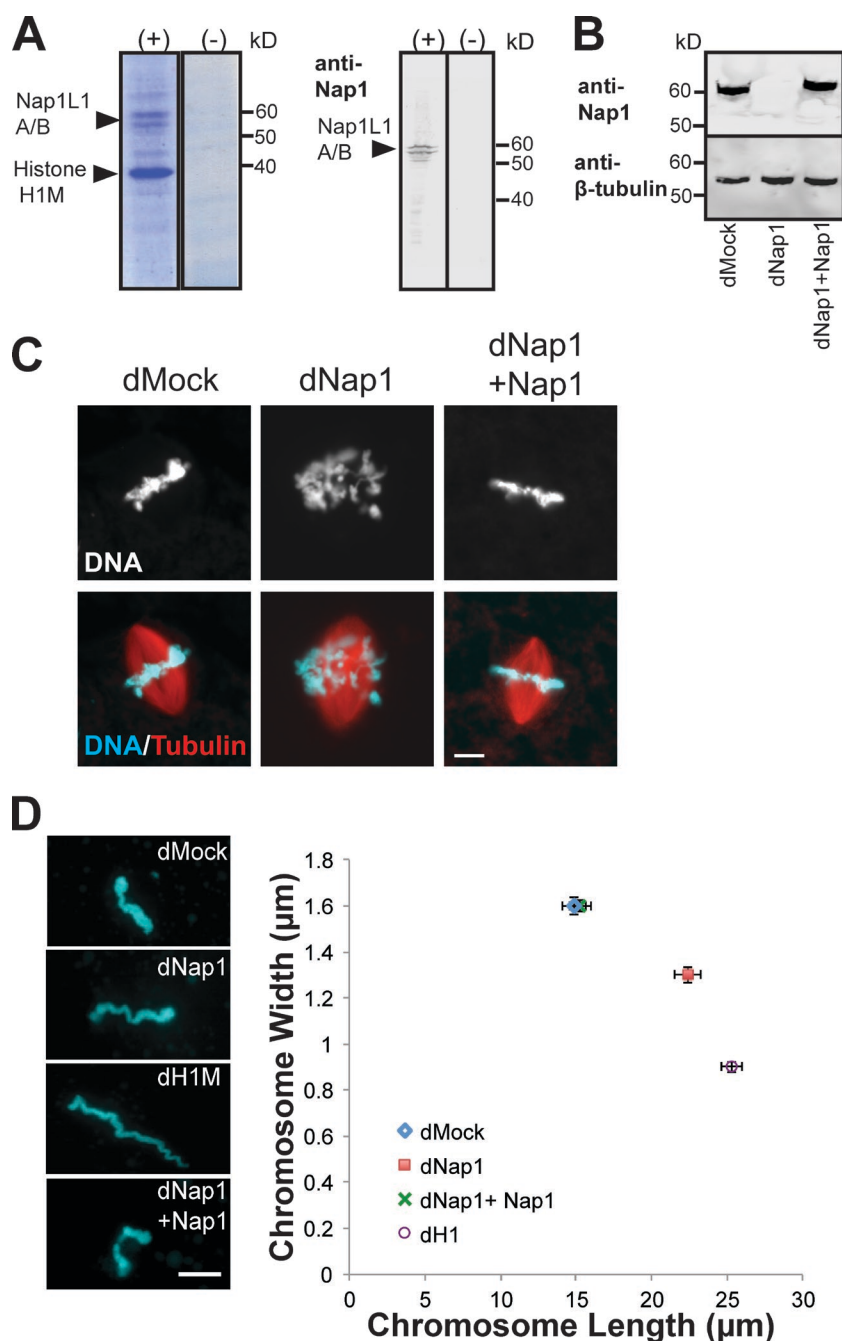 A
(+) (-) kD
Nap1L1
A/B
Histone
H1M
60
50
40
anti-
Nap1
(+) (-) kD
Nap1L1
A/B
60
50
40
B
kD
anti-
Nap1
60
50
anti-
β-tubulin
60
50
dMock
dNap1
dNap1+Nap1
C
dMock
dNap1
dNap1
+Nap1
DNA
DNA/Tubulin
D
dMock
dNap1
dH1M
dNap1
+Nap1
Chromosome Width (µm)
1.8
1.6
1.4
1.2
1
0.8
0.6
0.4
0.2
0
dMock
dNap1
dNap1+ Nap1
dH1
0 5 10 15 20 25 30
Chromosome Length (µm)